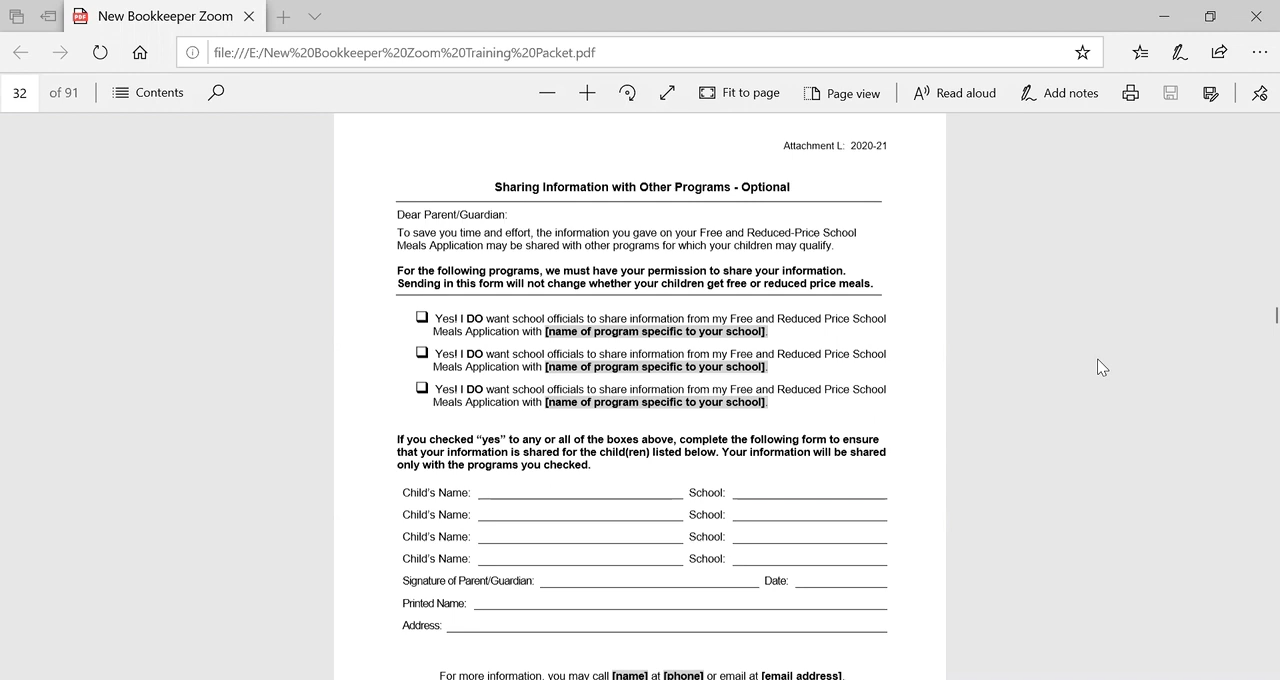 New Bookkeeper Zoom
file:///E:/New%20Bookkeeper%20Zoom%20Training%20Packet.pdf
32 of 91 Contents Fit to page Page view Read aloud Add notes
Attachment L: 2020-21
Sharing Information with Other Programs - Optional
Dear Parent/Guardian:
To save you time and effort, the information you gave on your Free and Reduced-Price School
Meals Application may be shared with other programs for which your children may qualify.
For the following programs, we must have your permission to share your information.
Sending in this form will not change whether your children get free or reduced price meals.
Yes! I DO want school officials to share information from my Free and Reduced Price School
Meals Application with [name of program specific to your school].
Yes! I DO want school officials to share information from my Free and Reduced Price School
Meals Application with [name of program specific to your school].
Yes! I DO want school officials to share information from my Free and Reduced Price School
Meals Application with [name of program specific to your school].
If you checked “yes” to any or all of the boxes above, complete the following form to ensure
that your information is shared for the child(ren) listed below. Your information will be shared
only with the programs you checked.
Child's Name: School:
Child's Name: School:
Child's Name: School:
Child's Name: School:
Signature of Parent/Guardian: Date:
Printed Name:
Address:
For more information, you may call [name] at [phone] or email at [email address].